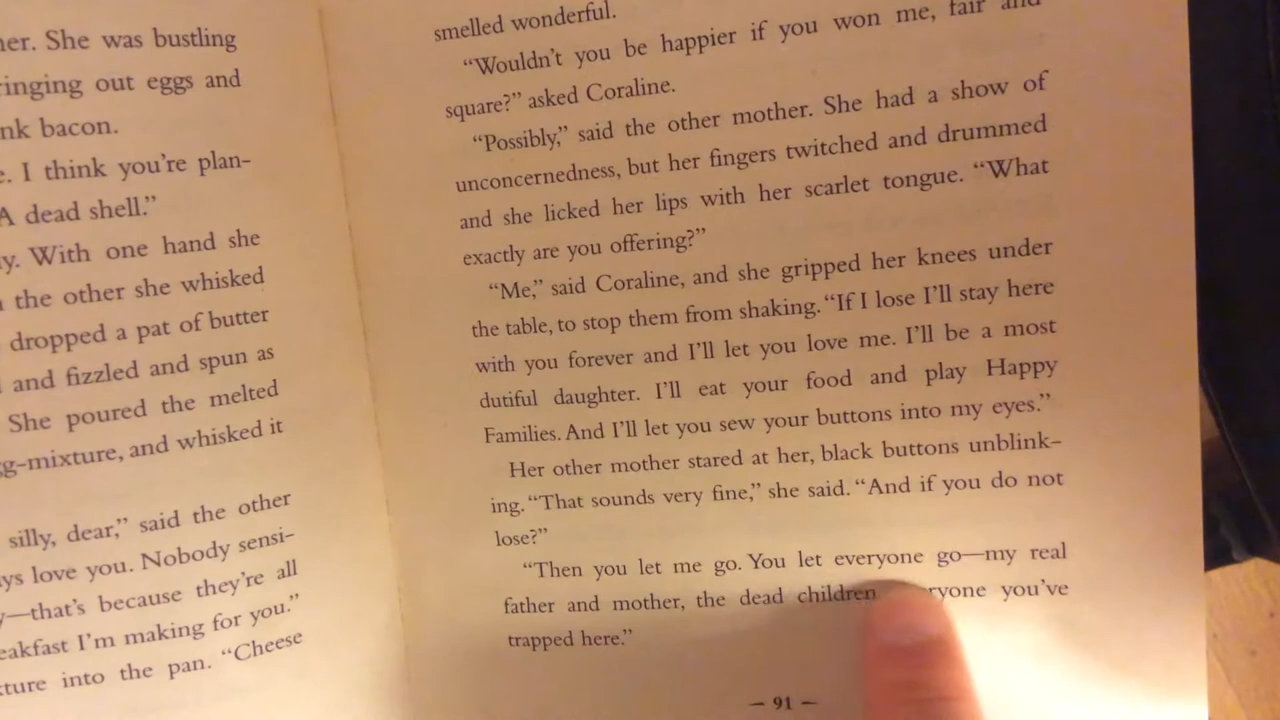 her. She was bustling
ringing out eggs and
nk bacon.
e. I think you're plan-
A dead shell."
y. With one hand she
the other she whisked
dropped a pat of butter
and fizzled and spun as
She poured the melted
gg-mixture, and whisked it
silly, dear," said the other
ys love you. Nobody sensi-
y—that's because they're all
eakfast I'm making for you."
ture into the pan. "Cheese
smelled wonderful.
"Wouldn't you be happier if you won me, fair and
square?" asked Coraline.
"Possibly," said the other mother. She had a show of
unconcernedness, but her fingers twitched and drummed
and she licked her lips with her scarlet tongue. "What
exactly are you offering?"
"Me," said Coraline, and she gripped her knees under
the table, to stop them from shaking. "If I lose I'll stay here
with you forever and I'll let you love me. I'll be a most
dutiful daughter. I'll eat your food and play Happy
Families. And I'll let you sew your buttons into my eyes."
Her other mother stared at her, black buttons unblink-
ing. "That sounds very fine," she said. "And if you do not
lose?"
"Then you let me go. You let everyone go—my real
father and mother, the dead children ryone you've
trapped here."
— 91 —